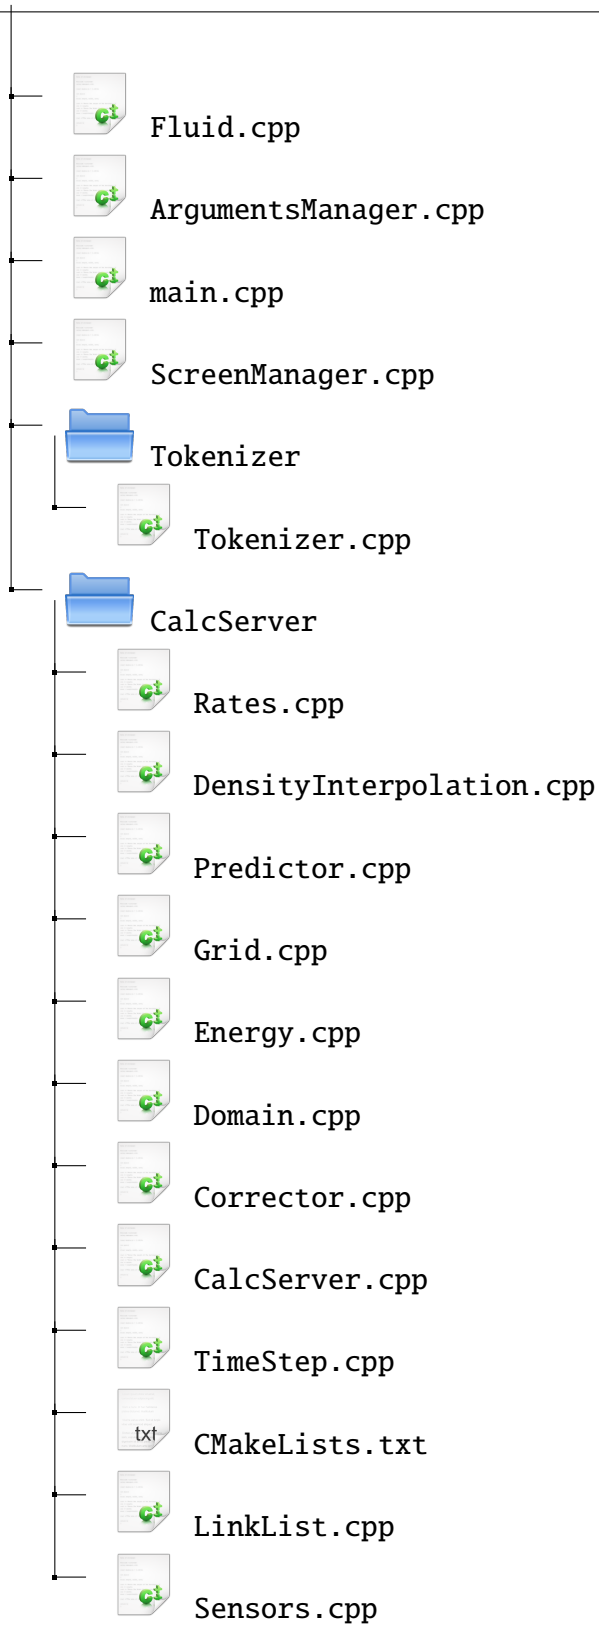 Fluid.cpp
ArgumentsManager.cpp
main.cpp
ScreenManager.cpp
Tokenizer
Tokenizer.cpp
CalcServer
Rates.cpp
DensityInterpolation.cpp
Predictor.cpp
Grid.cpp
Energy.cpp
Domain.cpp
Corrector.cpp
CalcServer.cpp
TimeStep.cpp
txt
CMakeLists.txt
LinkList.cpp
Sensors.cpp